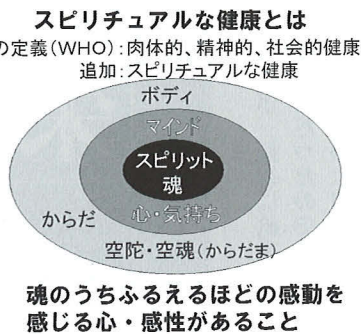 スピリチュアルな健康とは
の定義（WHO）：肉体的、精神的、社会的健康
追加：スピリチュアルな健康
ボディ
マインド
スピリット
魂
心・気持ち
からだ
空陀・空魂（からだま）
魂のうちふるえるほどの感動を
感じる心・感性があること